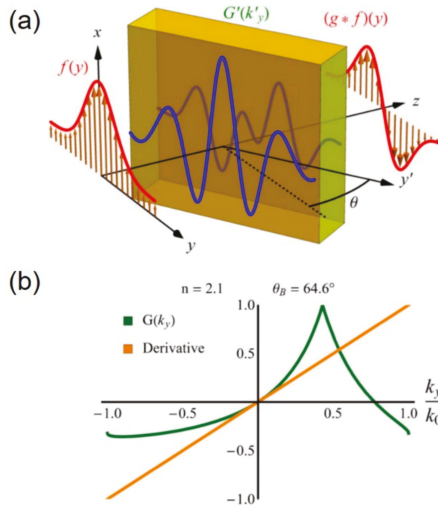 (a)
G'(k'y)
(g * f)(y)
f(y)
x
z
y'
θ
y
(b)
n = 2.1 θB = 64.6°
G(ky)
Derivative
1.0
0.5
ky
k0
−1.0 −0.5 0.5 1.0
−0.5
−1.0